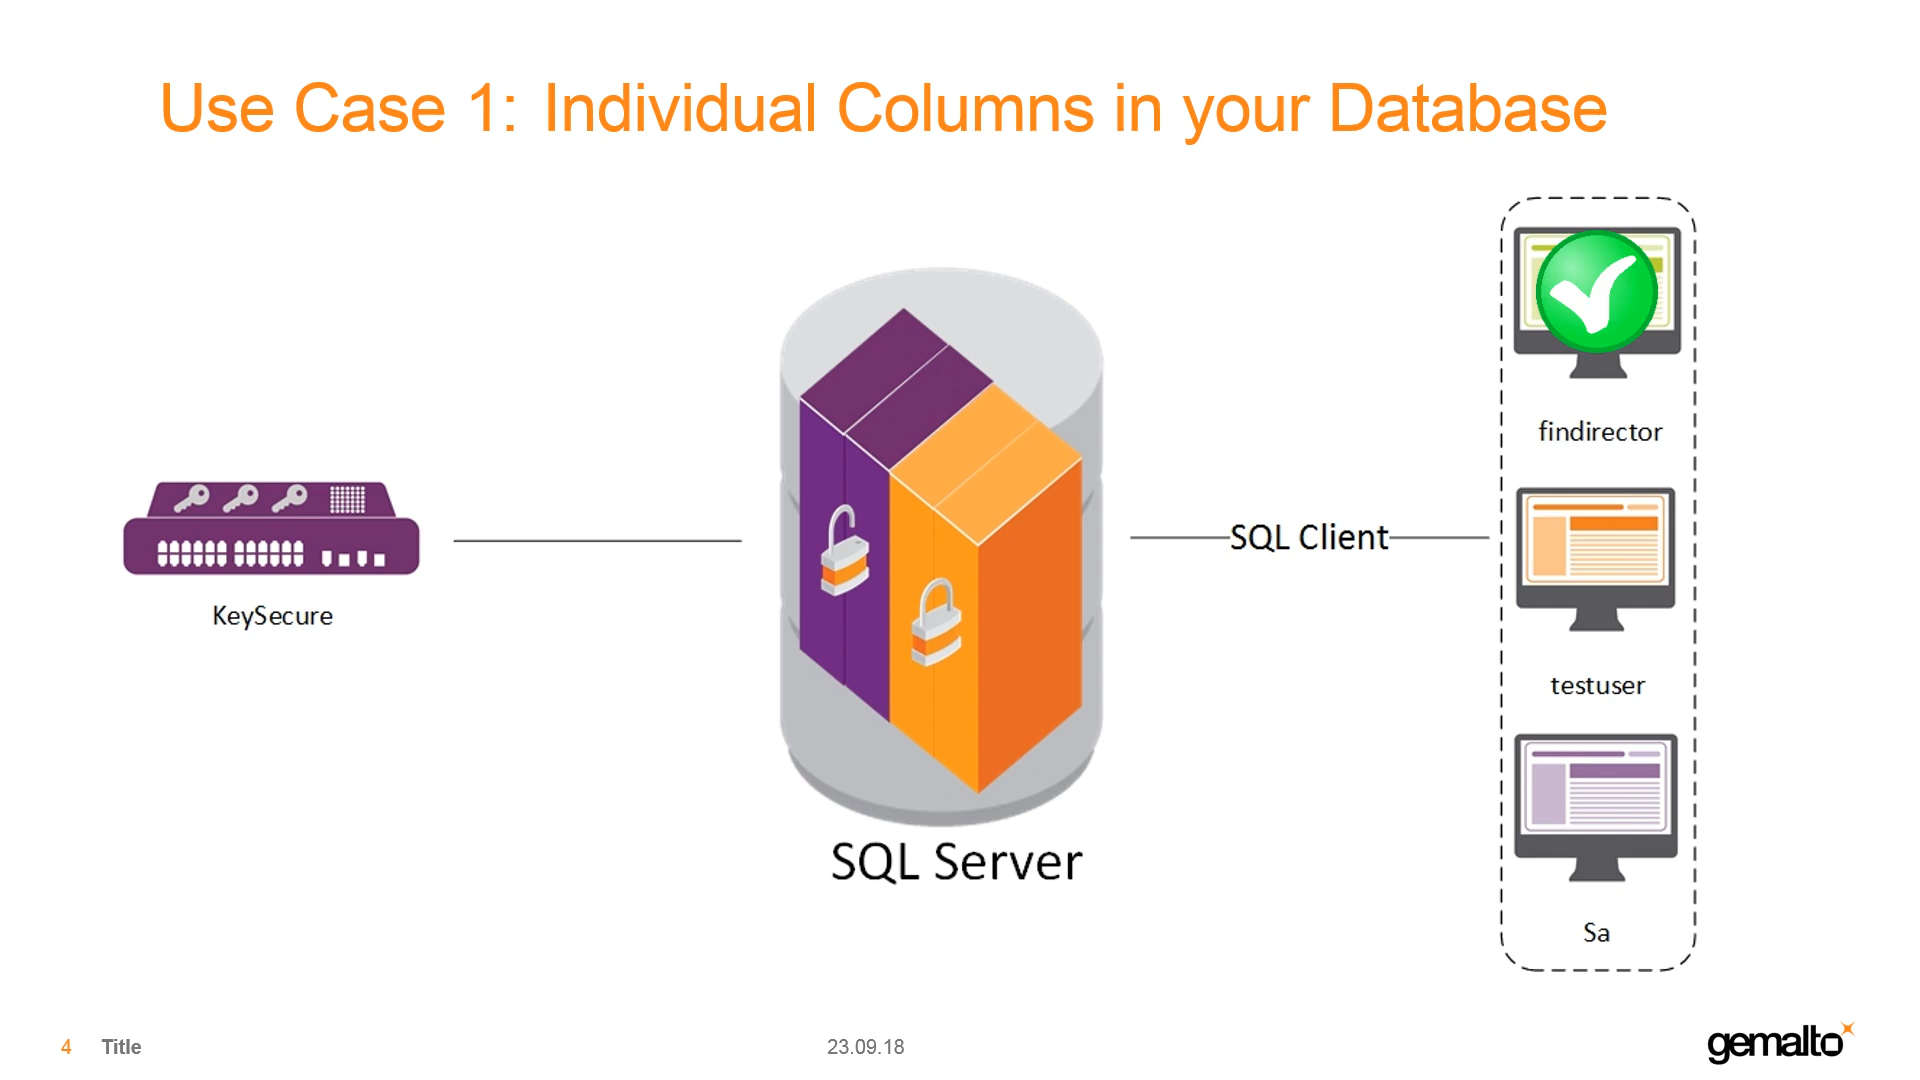 Use Case 1: Individual Columns in your Database
findirector
SQL Client
KeySecure
testuser
SQL Server
Sa
4 Title
23.09.18
gemalto